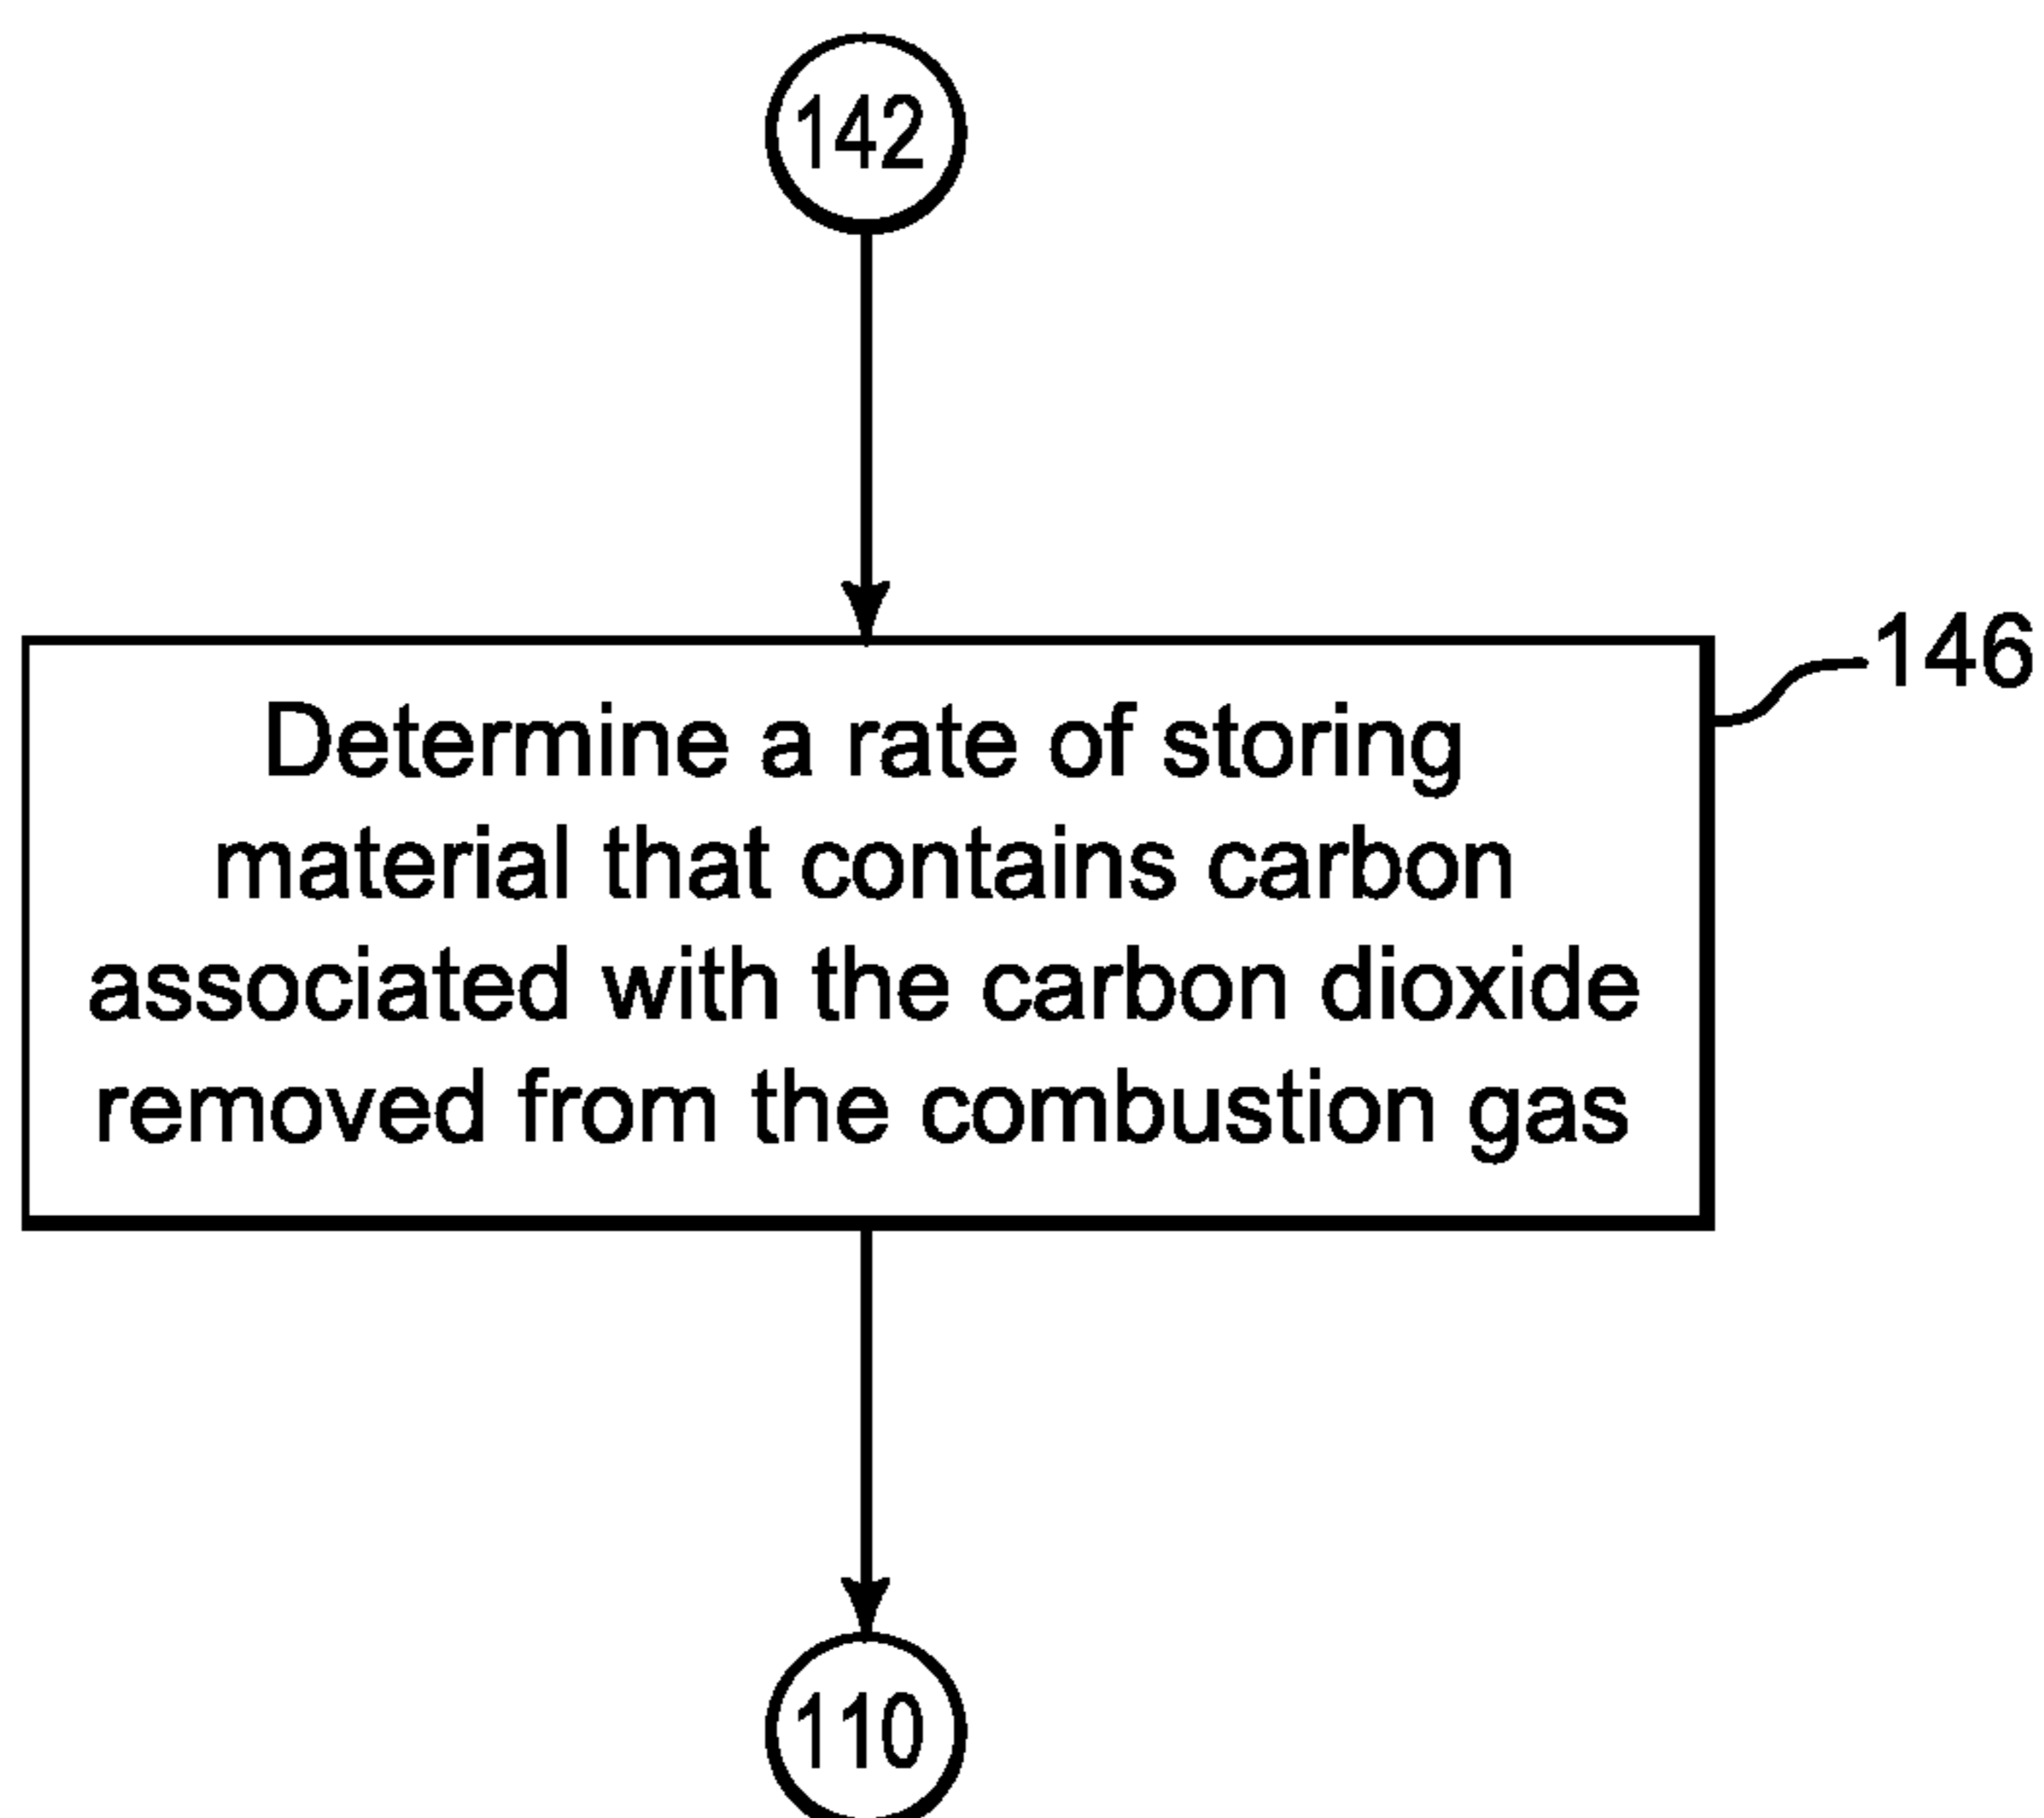 142
146
Determine a rate of storing
material that contains carbon
associated with the carbon dioxide
removed from the combustion gas
110